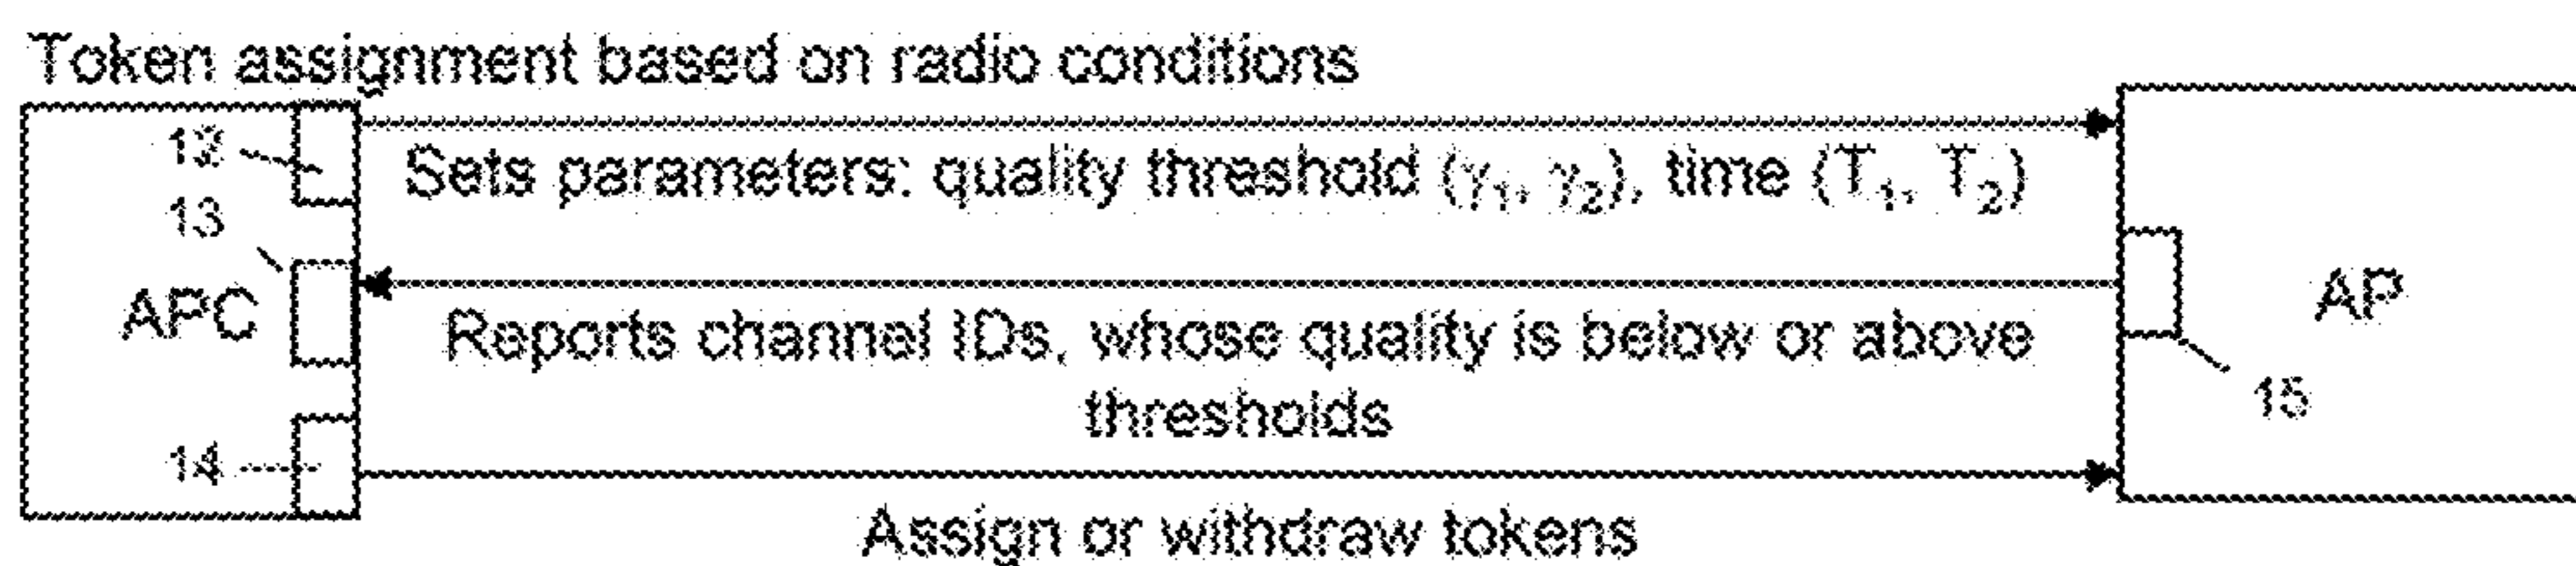 Token assignment based on radio conditions
12
Sets parameters: quality threshold (γ₁, γ₂), time (T₁, T₂)
13
APC
AP
Reports channel IDs, whose quality is below or above
thresholds
15
14
Assign or withdraw tokens